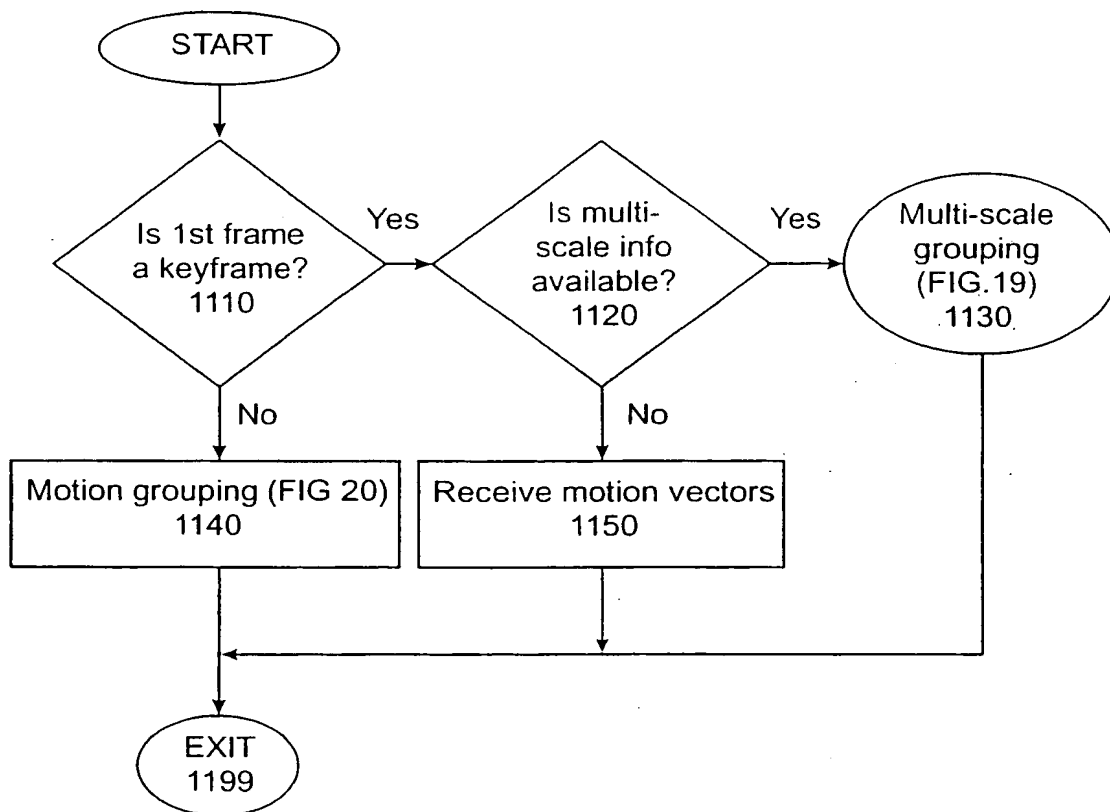 START
Is 1st frame
a keyframe?
1110
Yes
Is multi-
scale info
available?
1120
Yes
Multi-scale
grouping
(FIG.19)
1130
No
No
Motion grouping (FIG 20)
1140
Receive motion vectors
1150
EXIT
1199